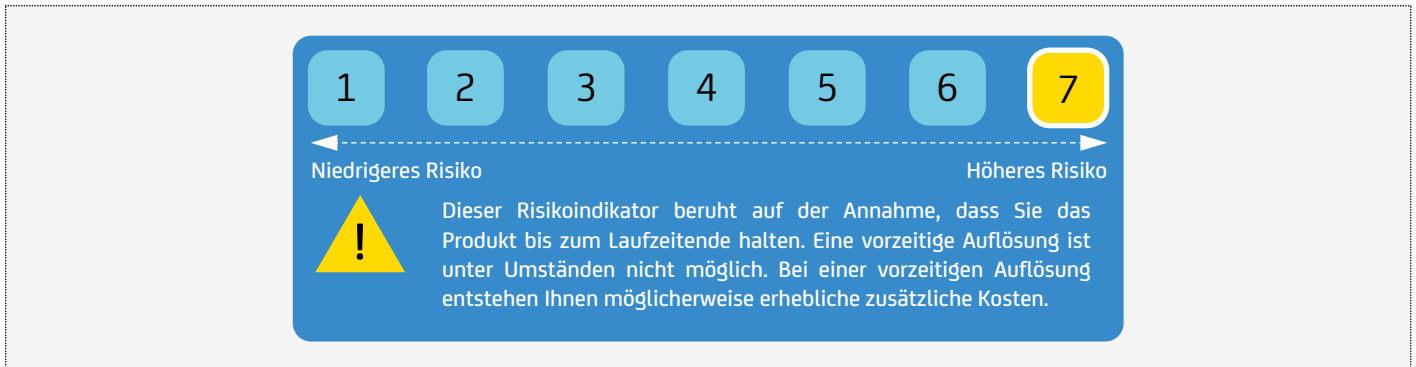 1 2 3 4 5 6 7
Niedrigeres Risiko Höheres Risiko
! Dieser Risikoindikator beruht auf der Annahme, dass Sie das
Produkt bis zum Laufzeitende halten. Eine vorzeitige Auflösung ist
unter Umständen nicht möglich. Bei einer vorzeitigen Auflösung
entstehen Ihnen möglicherweise erhebliche zusätzliche Kosten.